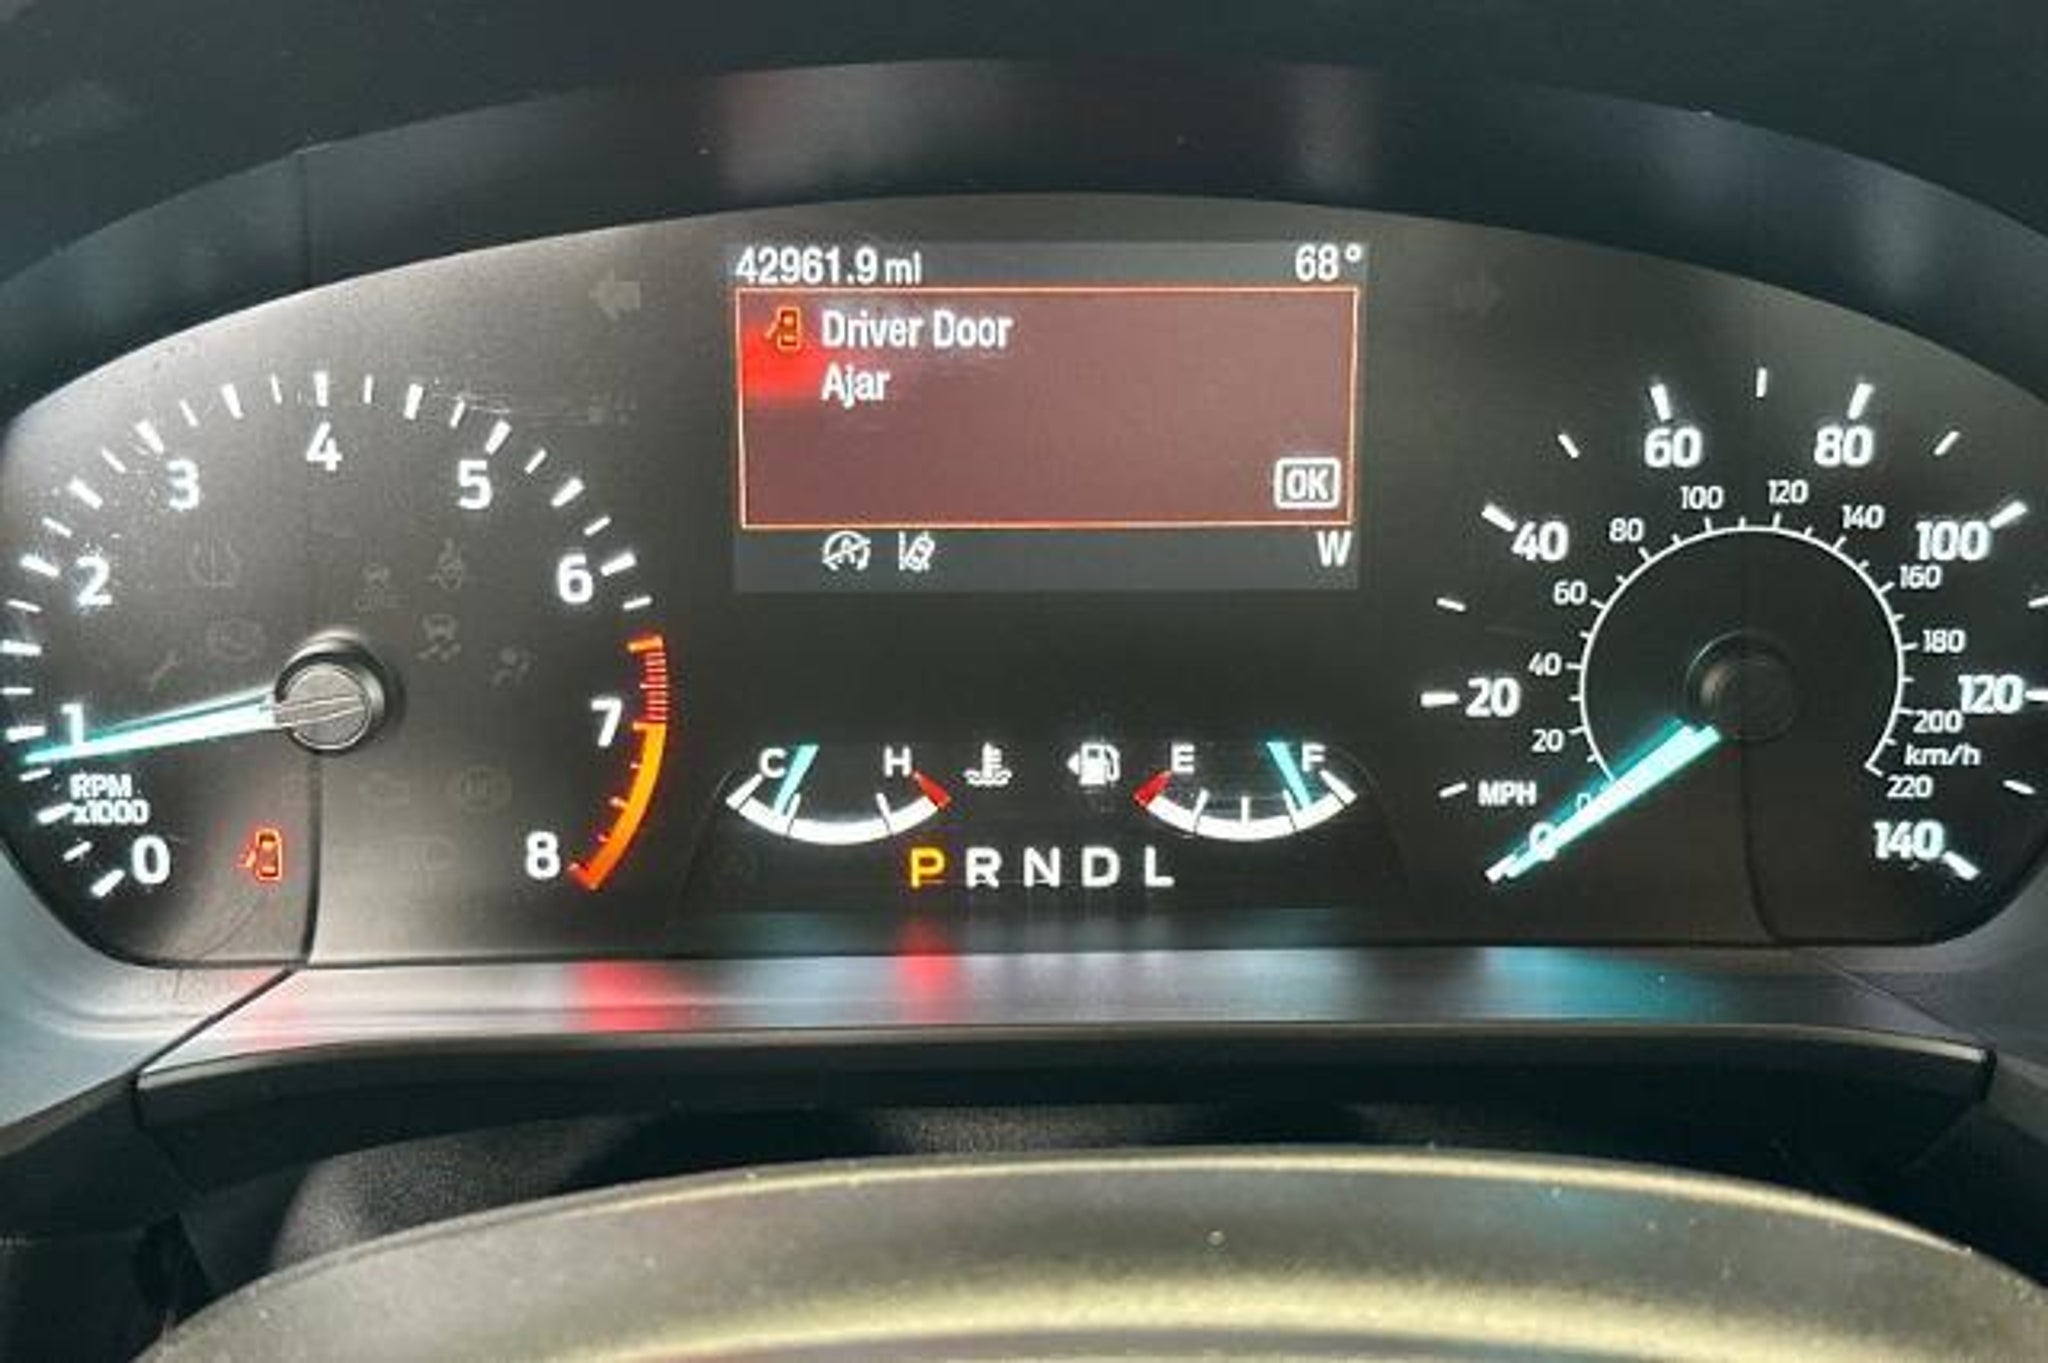 42961.9 mi 68°
Driver Door
Ajar
OK
W
0 1 2 3 4 5 6 7 8
RPM
x1000
C H E F
P R N D L
0 20 40 60 80 100 120 140
MPH
0 20 40 60 80 100 120 140 160 180 200 220
km/h